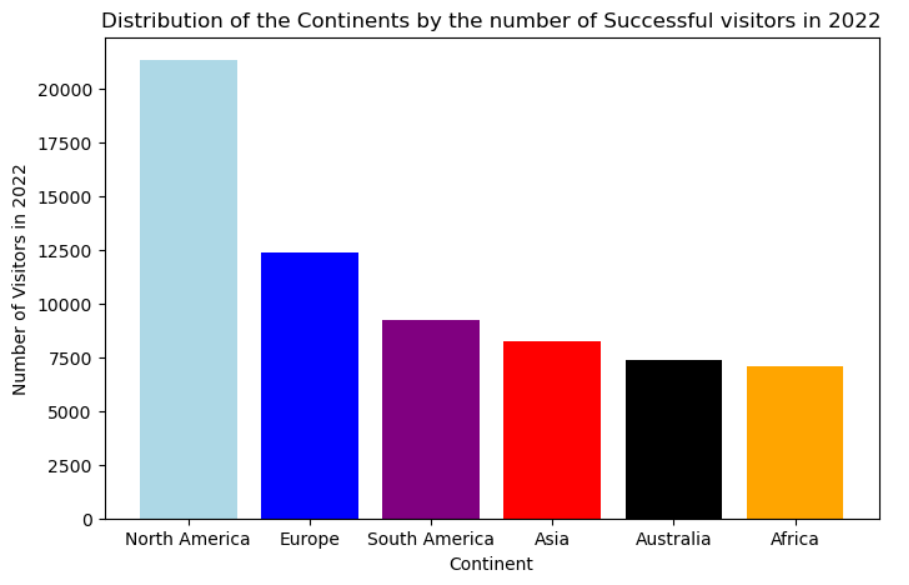 Distribution of the Continents by the number of Successful visitors in 2022
Number of Visitors in 2022
20000
17500
15000
12500
10000
7500
5000
2500
0
North America Europe South America Asia Australia Africa
Continent